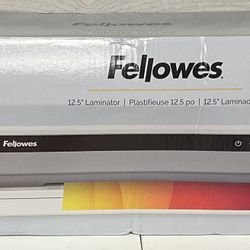 Fellowes
12.5" Laminator | Plastifieuse 12.5 po | 12.5" Laminad
Fellowes